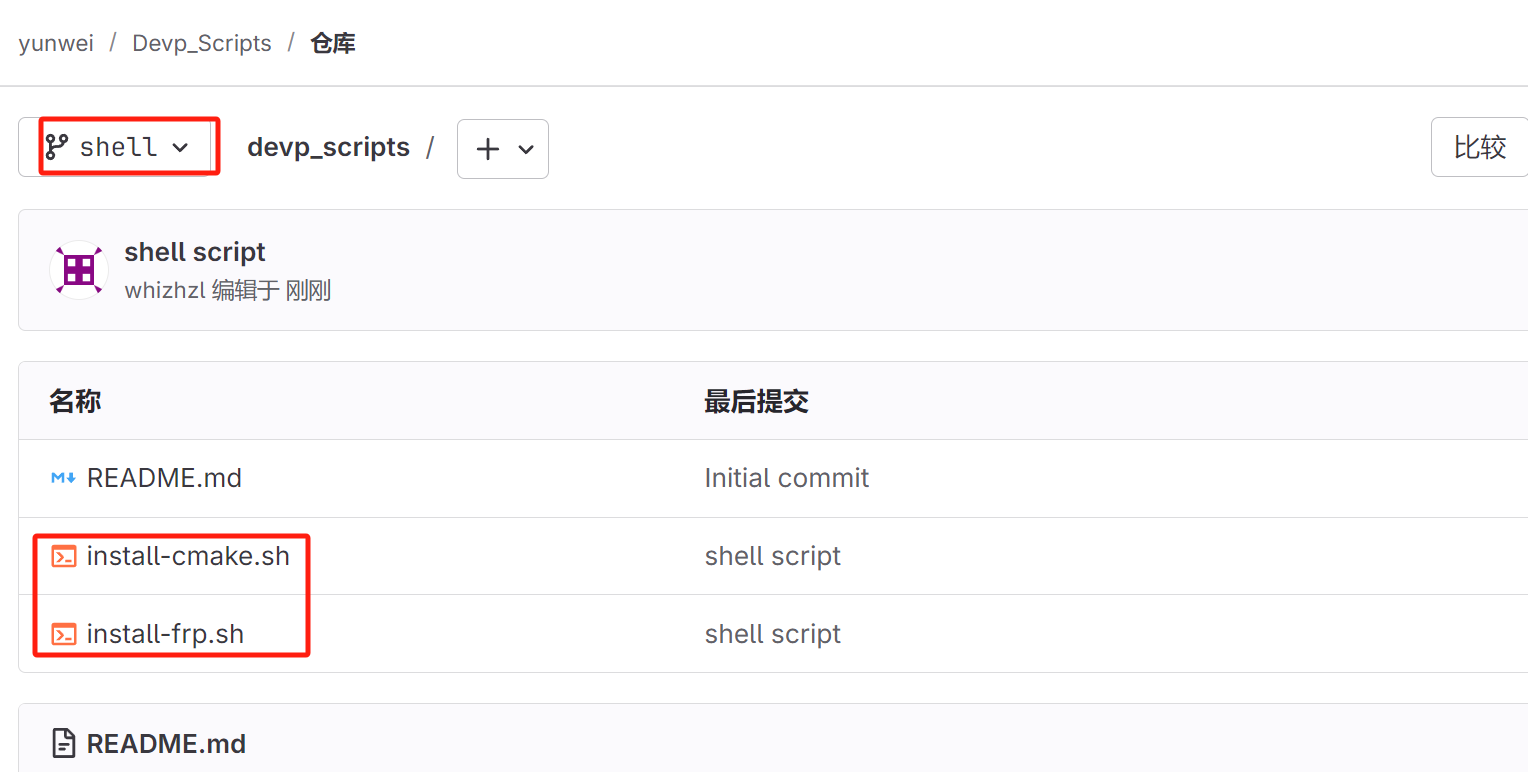 yunwei / Devp_Scripts / 仓库
shell devp_scripts / +
比较
shell script
whizhzl 编辑于 刚刚
名称 最后提交
README.md Initial commit
install-cmake.sh shell script
install-frp.sh shell script
README.md